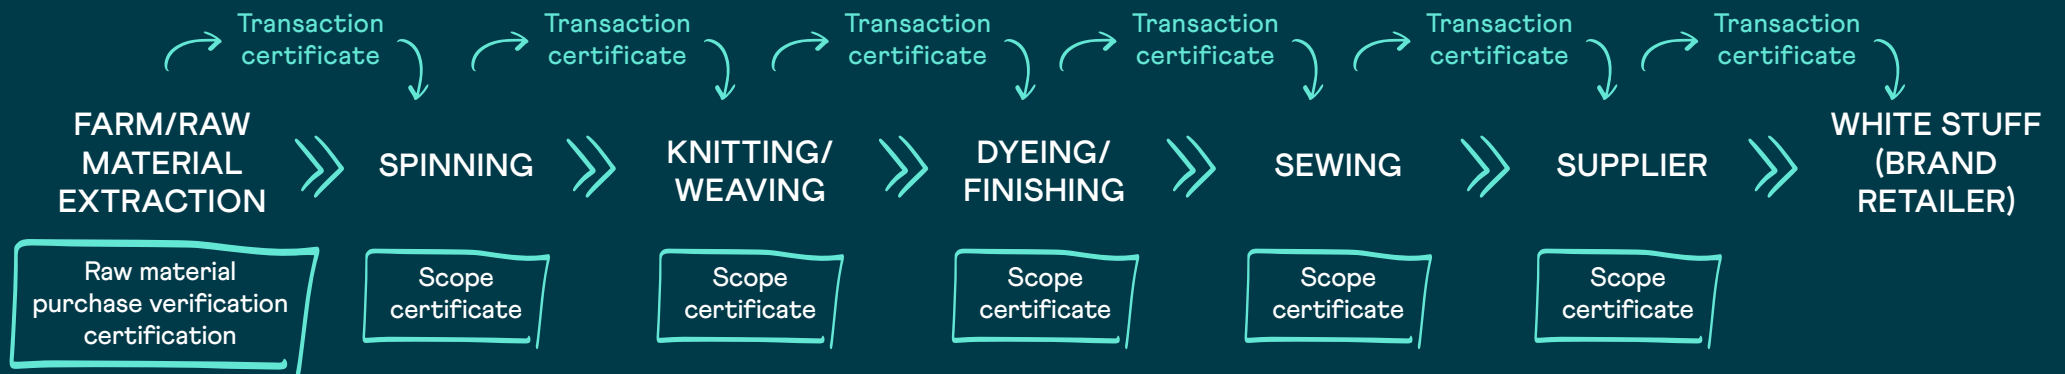 Transaction
certificate
Transaction
certificate
Transaction
certificate
Transaction
certificate
Transaction
certificate
Transaction
certificate
FARM/RAW
MATERIAL
EXTRACTION
SPINNING
KNITTING/
WEAVING
DYEING/
FINISHING
SEWING
SUPPLIER
WHITE STUFF
(BRAND
RETAILER)
Raw material
purchase verification
certification
Scope
certificate
Scope
certificate
Scope
certificate
Scope
certificate
Scope
certificate